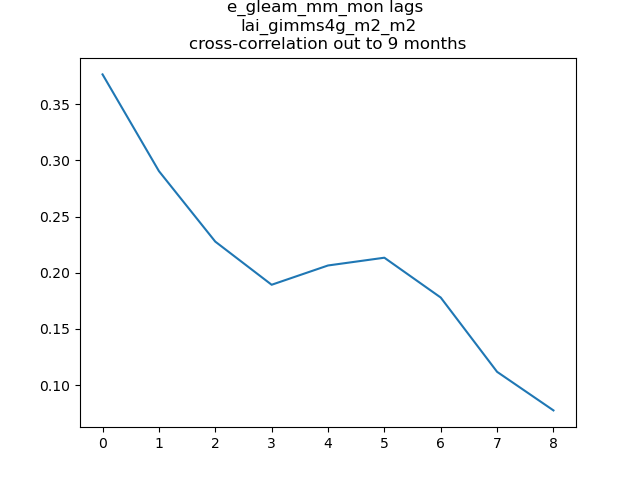 e_gleam_mm_mon lags
lai_gimms4g_m2_m2
cross-correlation out to 9 months
0.35
0.30
0.25
0.20
0.15
0.10
0 1 2 3 4 5 6 7 8